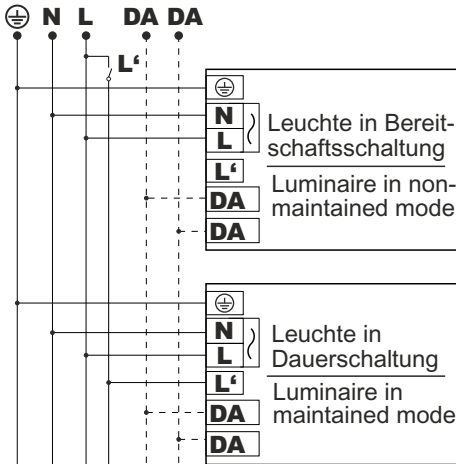 N L DA DA
L‘
N
L
L‘
DA
DA
Leuchte in Bereit-
schaftsschaltung
Luminaire in non-
maintained mode
N
L
L‘
DA
DA
Leuchte in
Dauerschaltung
Luminaire in
maintained mode